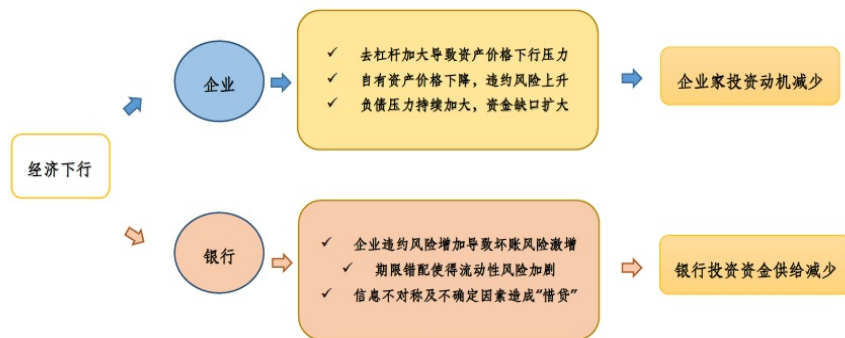 经济下行
企业
✓ 去杠杆加大导致资产价格下行压力
✓ 自有资产价格下降，违约风险上升
✓ 负债压力持续加大，资金缺口扩大
企业家投资动机减少
银行
✓ 企业违约风险增加导致坏账风险激增
✓ 期限错配使得流动性风险加剧
✓ 信息不对称及不确定因素造成“惜贷”
银行投资资金供给减少